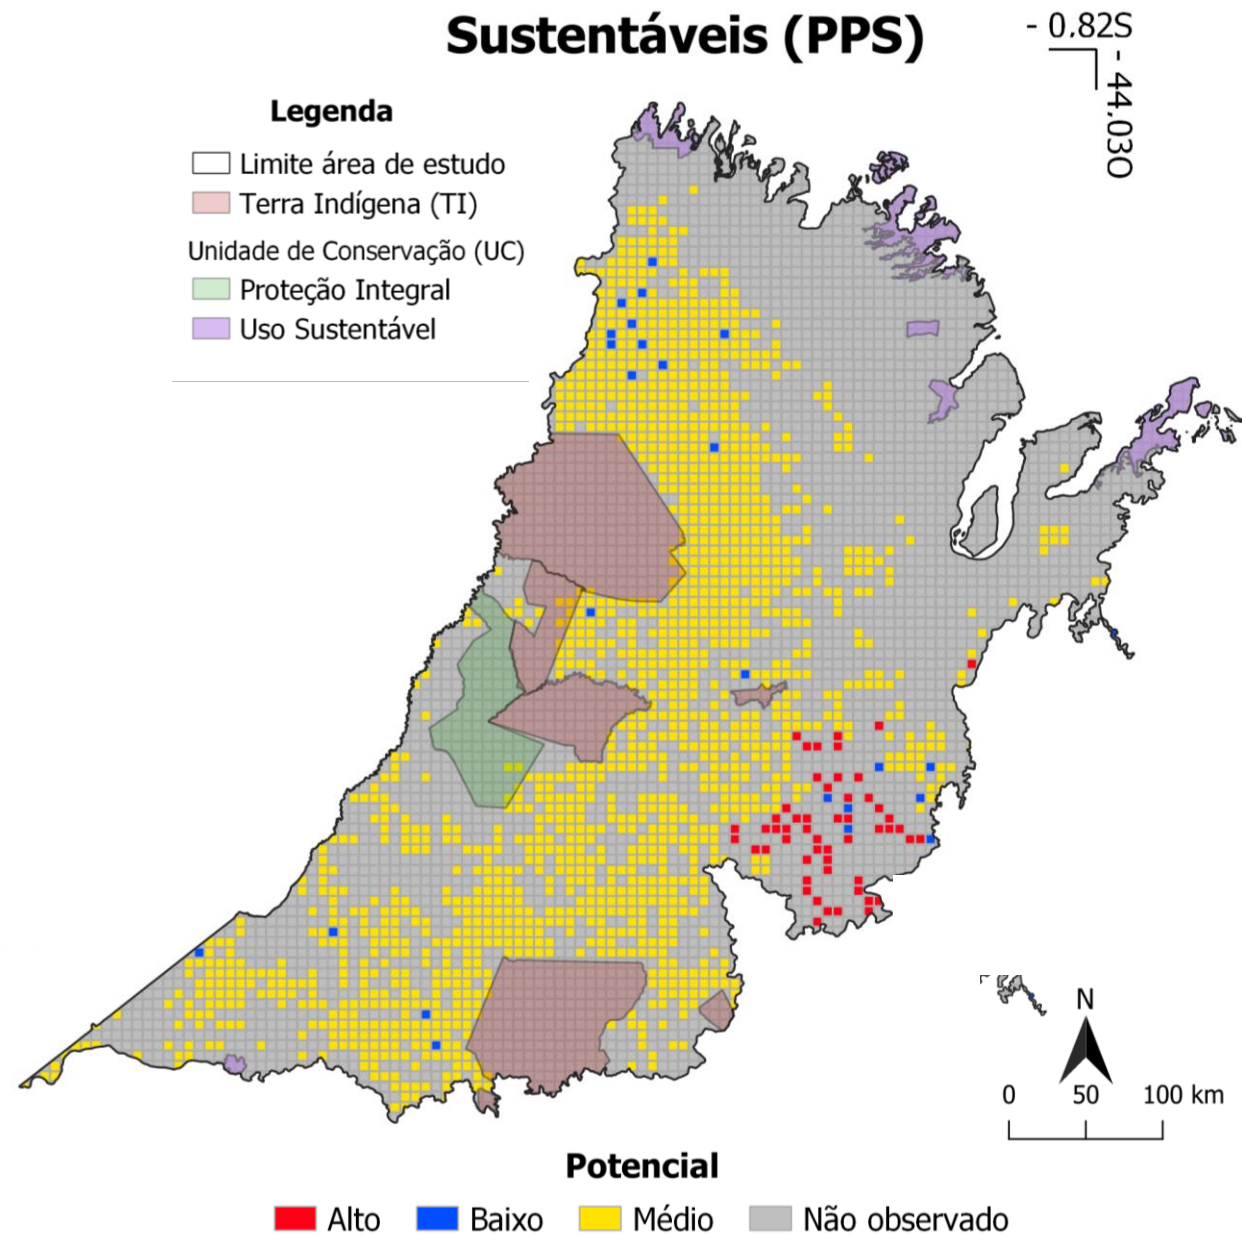 Sustentáveis (PPS)
- 0.82S
- 44.03O
Legenda
Limite área de estudo
Terra Indígena (TI)
Unidade de Conservação (UC)
Proteção Integral
Uso Sustentável
N
0 50 100 km
Potencial
Alto Baixo Médio Não observado